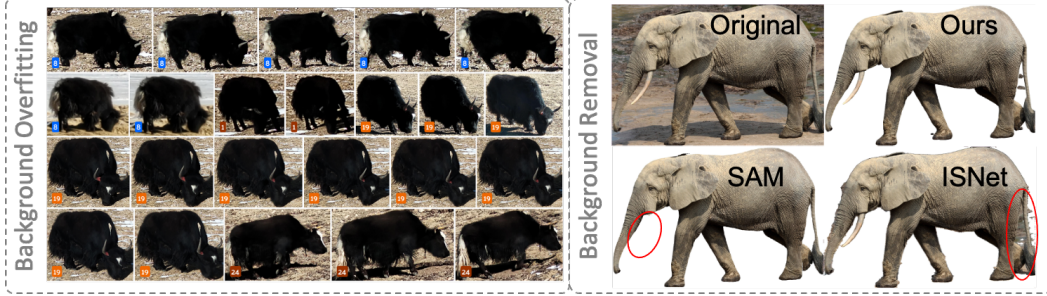 Background Overfitting
8 8 8 8 8
8 8 1 1 19 19 19
19 19 19 19 19 19
19 19 24 24 24
Background Removal
Original Ours
SAM ISNet